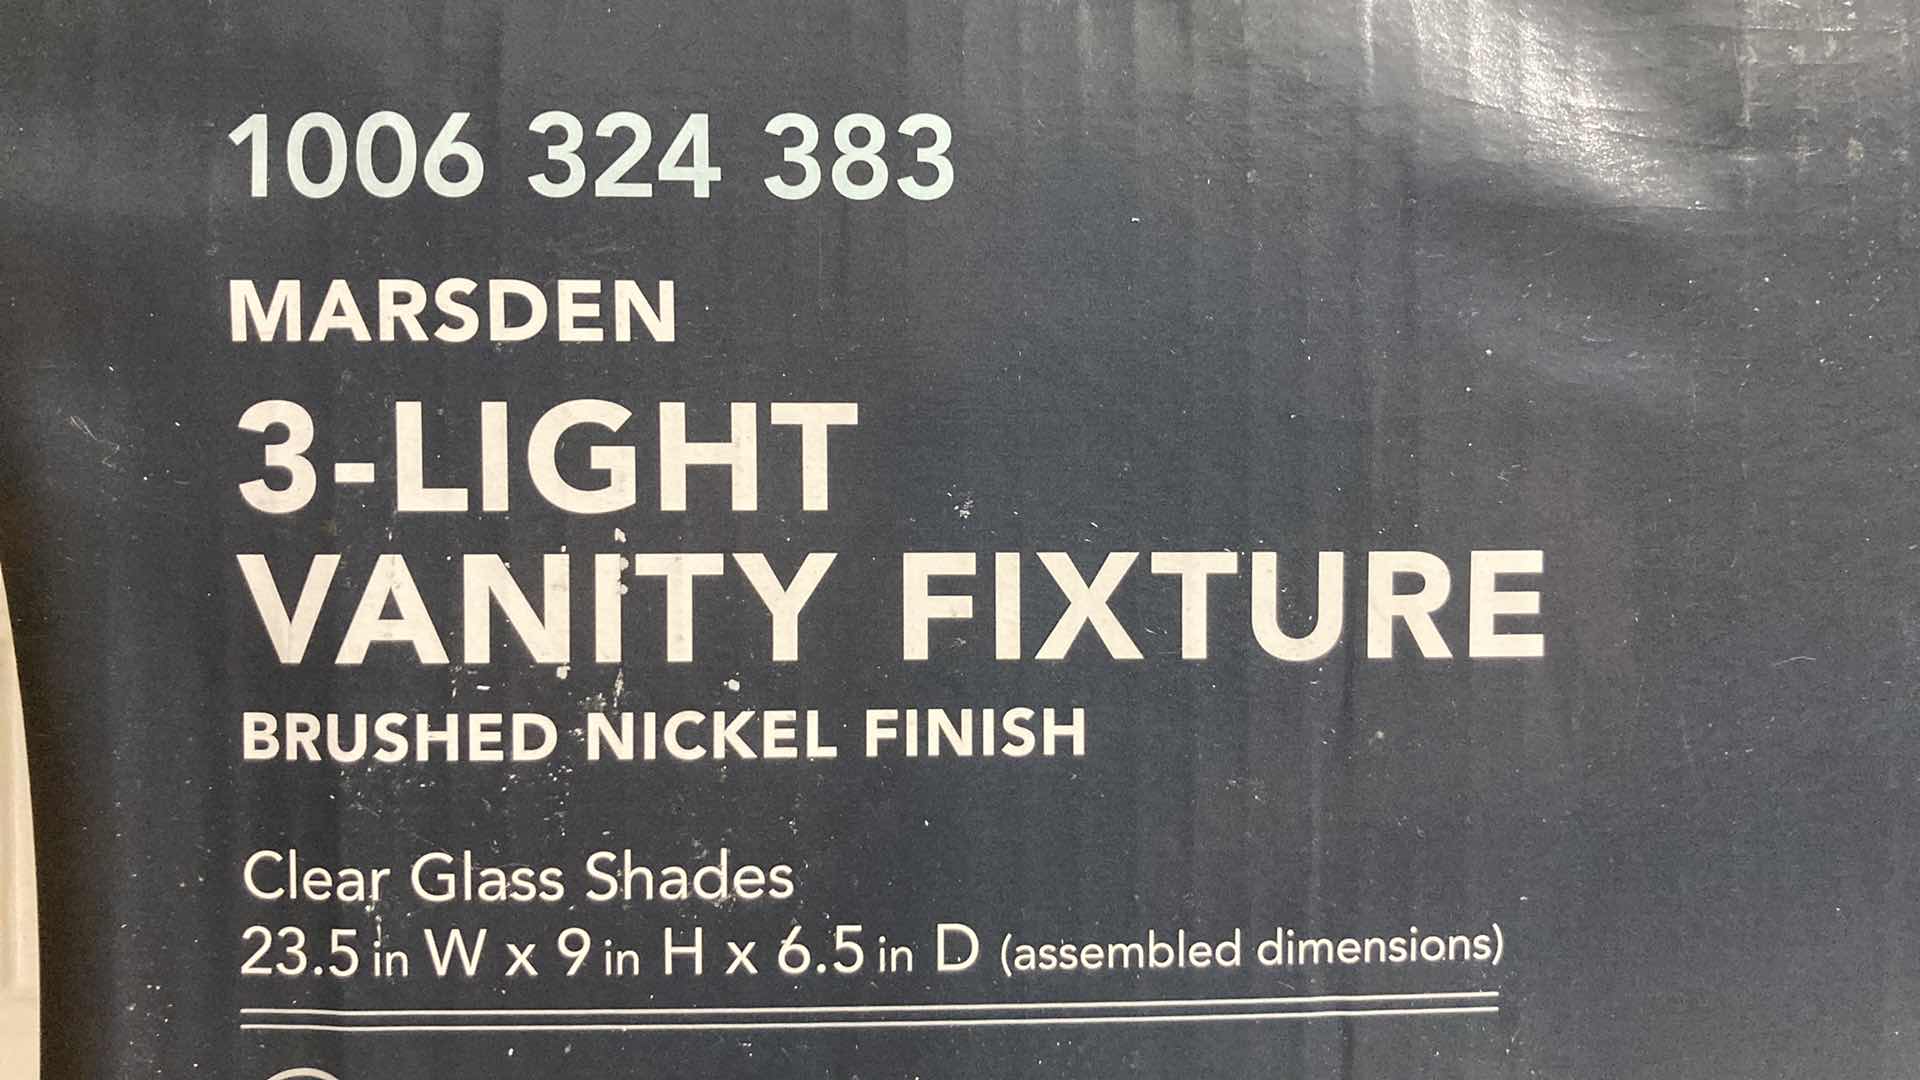 1006 324 383
MARSDEN
3-LIGHT
VANITY FIXTURE
BRUSHED NICKEL FINISH
Clear Glass Shades
23.5 in W x 9 in H x 6.5 in D (assembled dimensions)